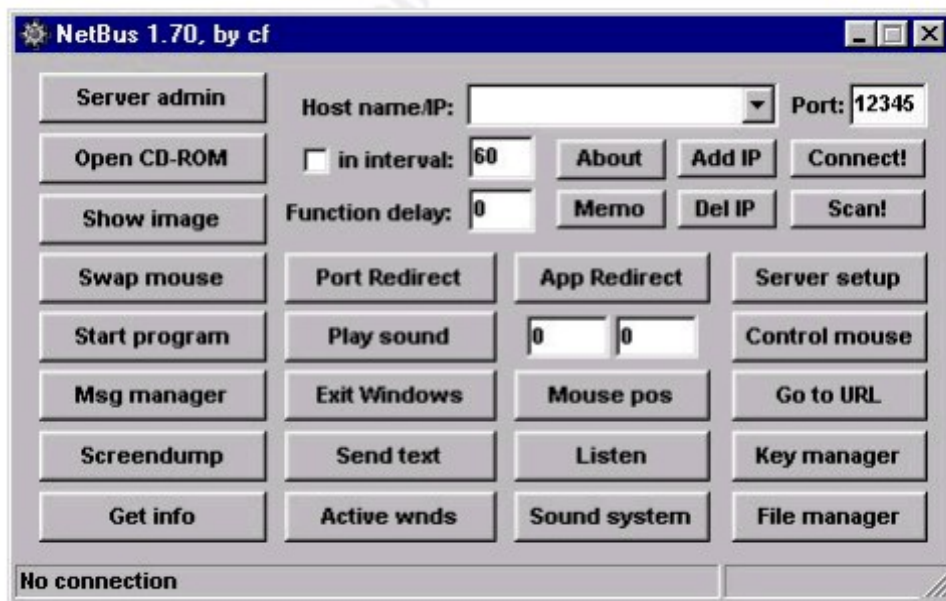 NetBus 1.70, by cf
Server admin
Host name/IP:
Port: 12345
Open CD-ROM
in interval: 60
About
Add IP
Connect!
Show image
Function delay: 0
Memo
Del IP
Scan!
Swap mouse
Port Redirect
App Redirect
Server setup
Start program
Play sound
0
0
Control mouse
Msg manager
Exit Windows
Mouse pos
Go to URL
Screendump
Send text
Listen
Key manager
Get info
Active wnds
Sound system
File manager
No connection